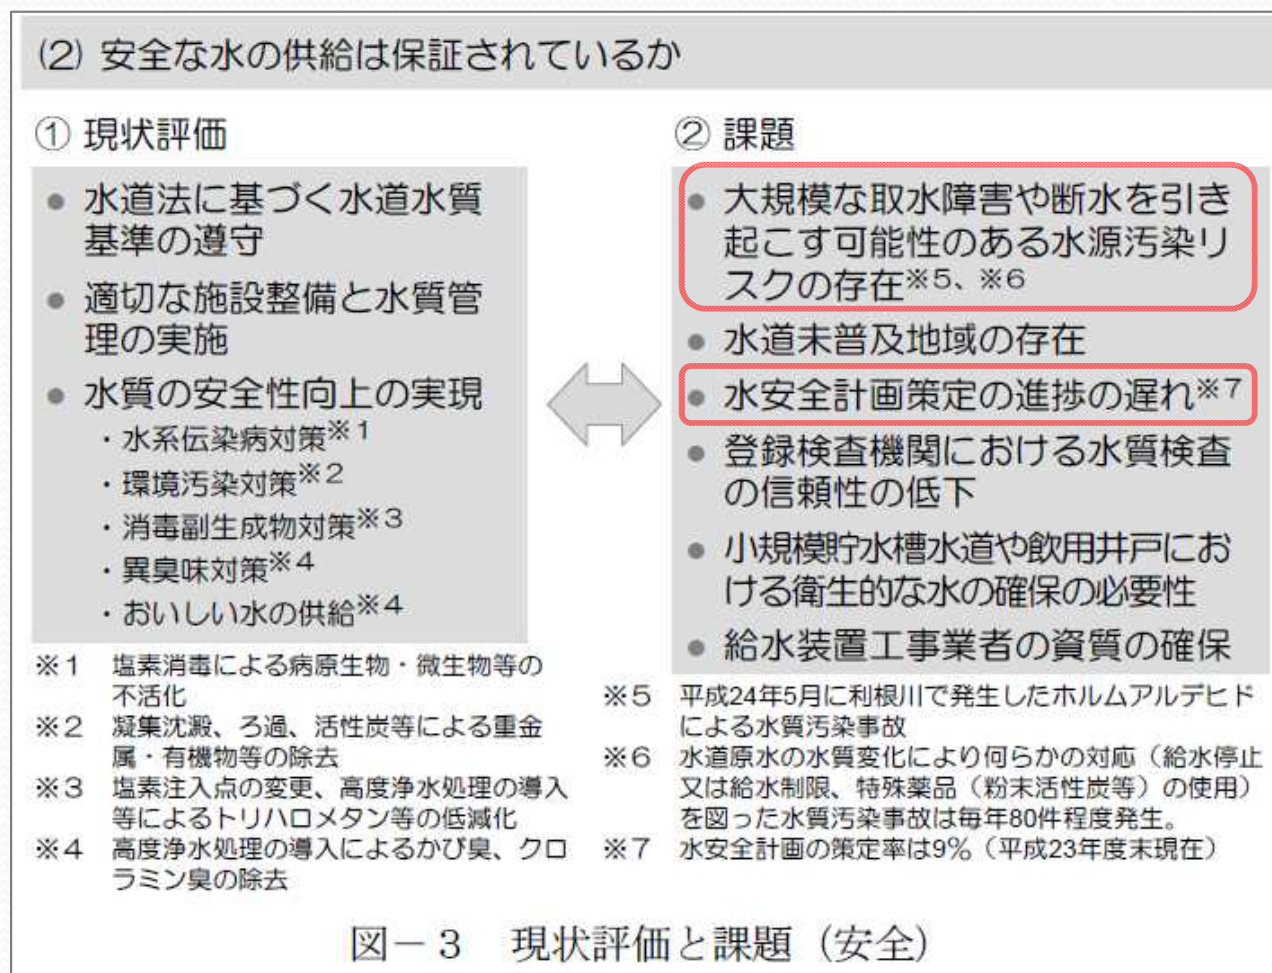 (2) 安全な水の供給は保証されているか
① 現状評価
● 水道法に基づく水道水質
基準の遵守
● 適切な施設整備と水質管
理の実施
● 水質の安全性向上の実現
・水系伝染病対策※1
・環境汚染対策※2
・消毒副生成物対策※3
・異臭味対策※4
・おいしい水の供給※4
※1 塩素消毒による病原生物・微生物等の
不活化
※2 凝集沈澱、ろ過、活性炭等による重金
属・有機物等の除去
※3 塩素注入点の変更、高度浄水処理の導入
等によるトリハロメタン等の低減化
※4 高度浄水処理の導入によるかび臭、クロ
ラミン臭の除去
② 課題
● 大規模な取水障害や断水を引き
起こす可能性のある水源汚染リ
スクの存在※5、※6
● 水道未普及地域の存在
● 水安全計画策定の進捗の遅れ※7
● 登録検査機関における水質検査
の信頼性の低下
● 小規模貯水槽水道や飲用井戸にお
ける衛生的な水の確保の必要性
● 給水装置工事業者の資質の確保
※5 平成24年5月に利根川で発生したホルムアルデヒド
による水質汚染事故
※6 水道原水の水質変化により何らかの対応（給水停止
又は給水制限、特殊薬品（粉末活性炭等）の使用）
を図った水質汚染事故は毎年80件程度発生。
※7 水安全計画の策定率は9%（平成23年度末現在）
図－3 現状評価と課題（安全）